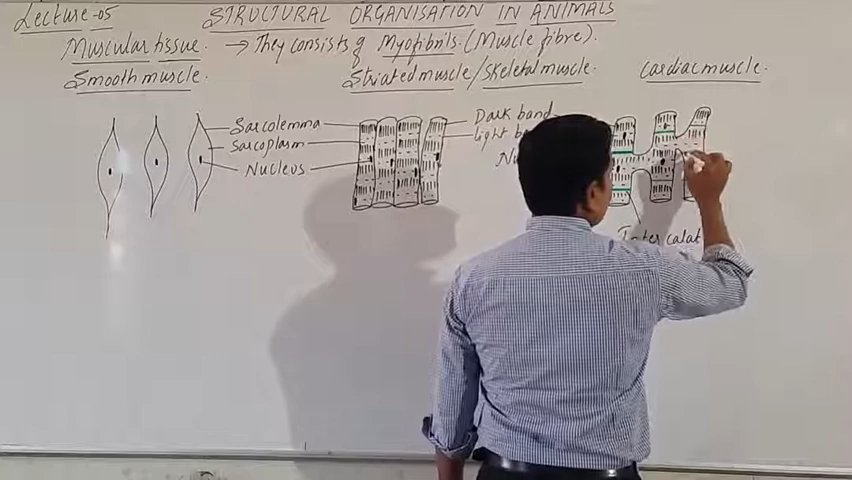 Lecture-05
STRUCTURAL ORGANISATION IN ANIMALS
Muscular tissue. → They consists of Myofibrils. (Muscle fibre).
Smooth muscle.
Striated muscle/skeletal muscle.
Cardiac muscle.
Sarcolemma
Sarcoplasm
Nucleus
Dark band
light
Inter calat